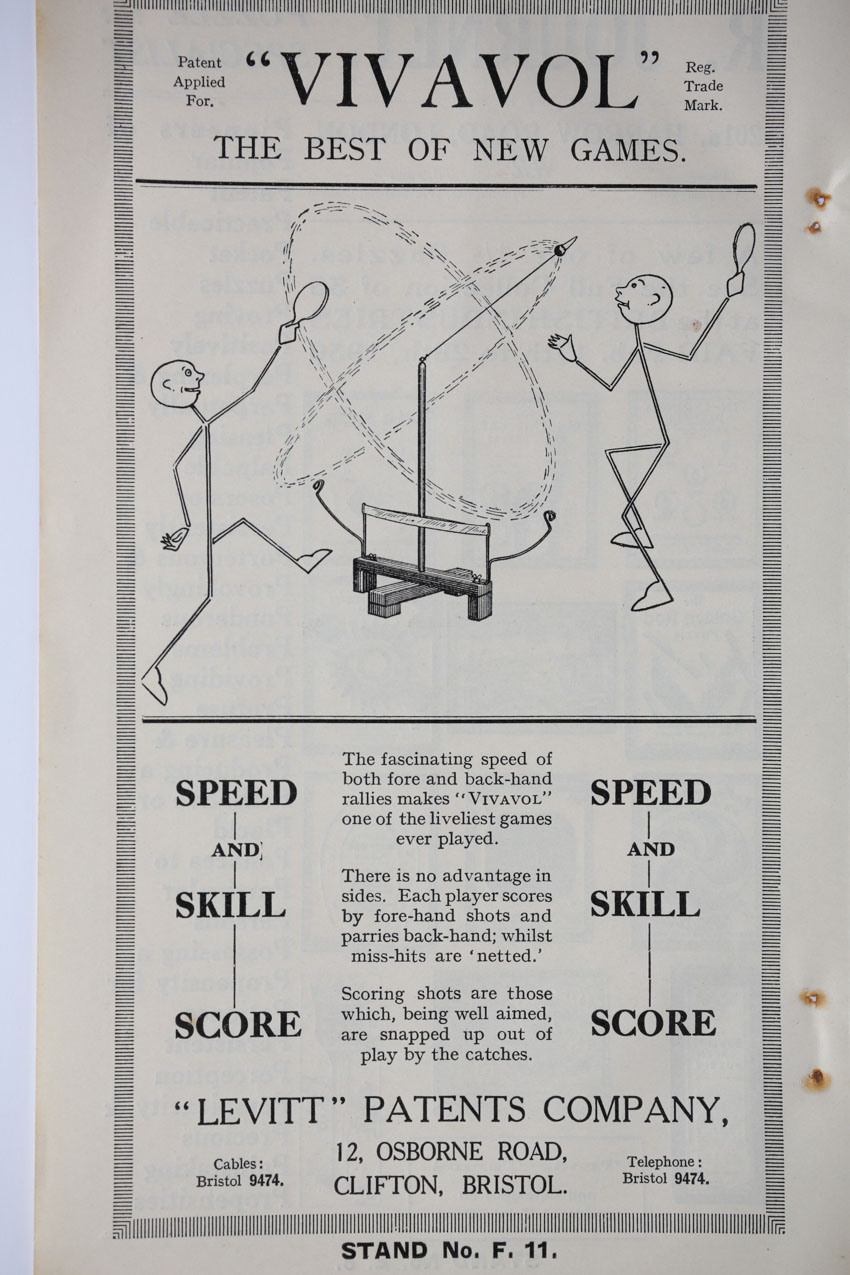 Patent
Applied
For.
“VIVAVOL”
Reg.
Trade
Mark.
THE BEST OF NEW GAMES.
SPEED
AND
SKILL
SCORE
The fascinating speed of
both fore and back-hand
rallies makes “VIVAVOL”
one of the liveliest games
ever played.
There is no advantage in
sides. Each player scores
by fore-hand shots and
parries back-hand; whilst
miss-hits are ‘netted.’
Scoring shots are those
which, being well aimed,
are snapped up out of
play by the catches.
SPEED
AND
SKILL
SCORE
“LEVITT” PATENTS COMPANY,
Cables:
Bristol 9474.
12, OSBORNE ROAD,
CLIFTON, BRISTOL.
Telephone:
Bristol 9474.
STAND No. F. 11.